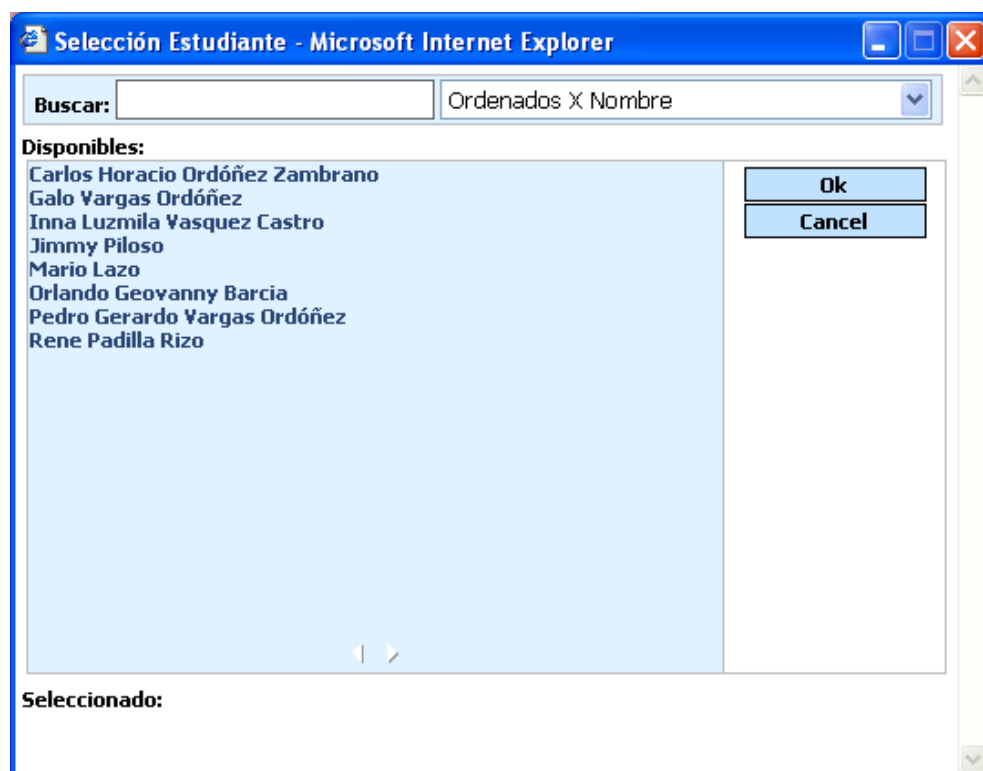 Selección Estudiante - Microsoft Internet Explorer
Buscar: Ordenados X Nombre
Disponibles:
Carlos Horacio Ordóñez Zambrano
Ok
Galo Vargas Ordóñez
Inna Luzmila Vasquez Castro
Cancel
Jimmy Piloso
Mario Lazo
Orlando Geovanny Barcia
Pedro Gerardo Vargas Ordóñez
Rene Padilla Rizo
Seleccionado: